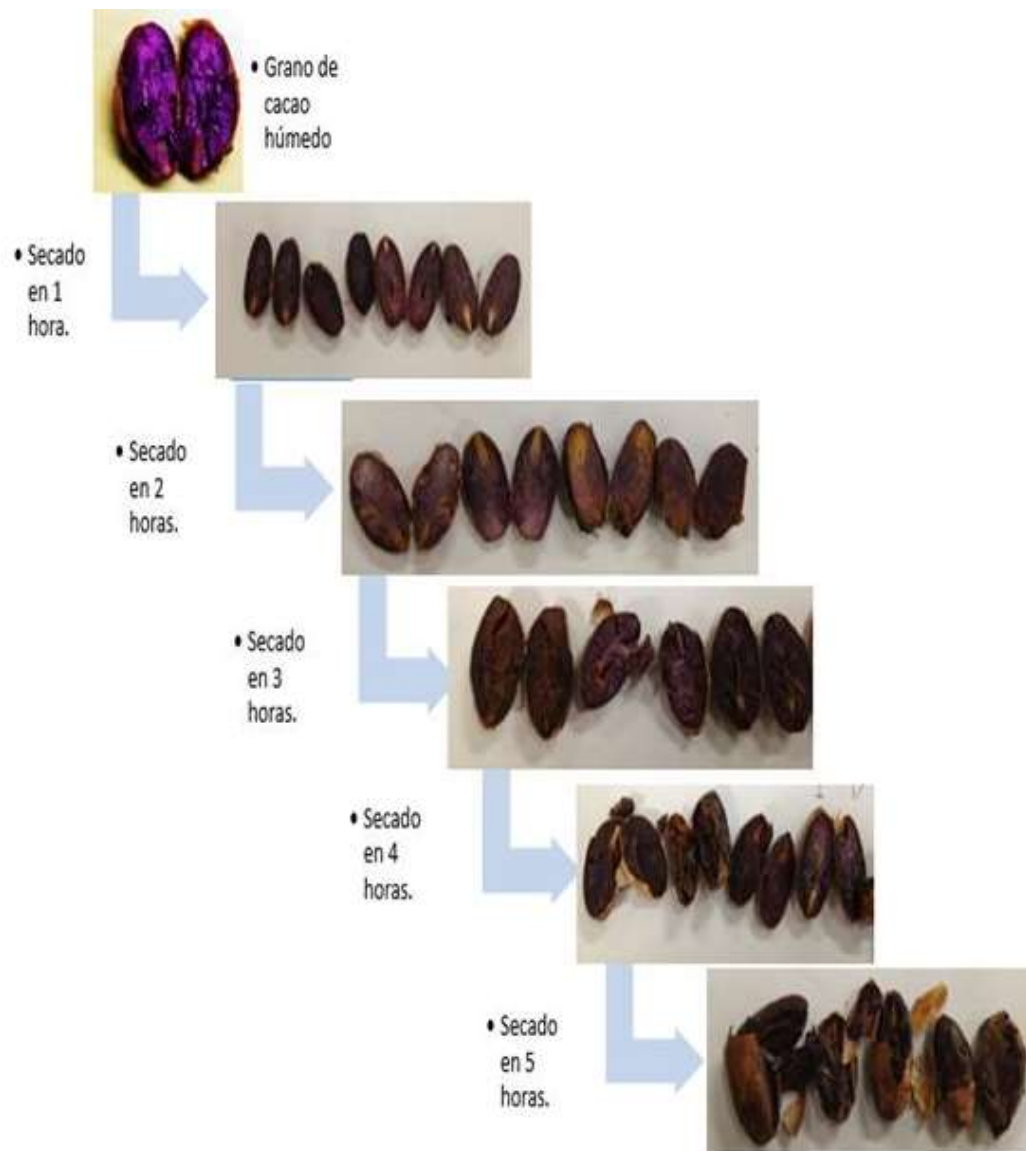 • Grano de
cacao
húmedo
• Secado
en 1
hora.
• Secado
en 2
horas.
• Secado
en 3
horas.
• Secado
en 4
horas.
• Secado
en 5
horas.